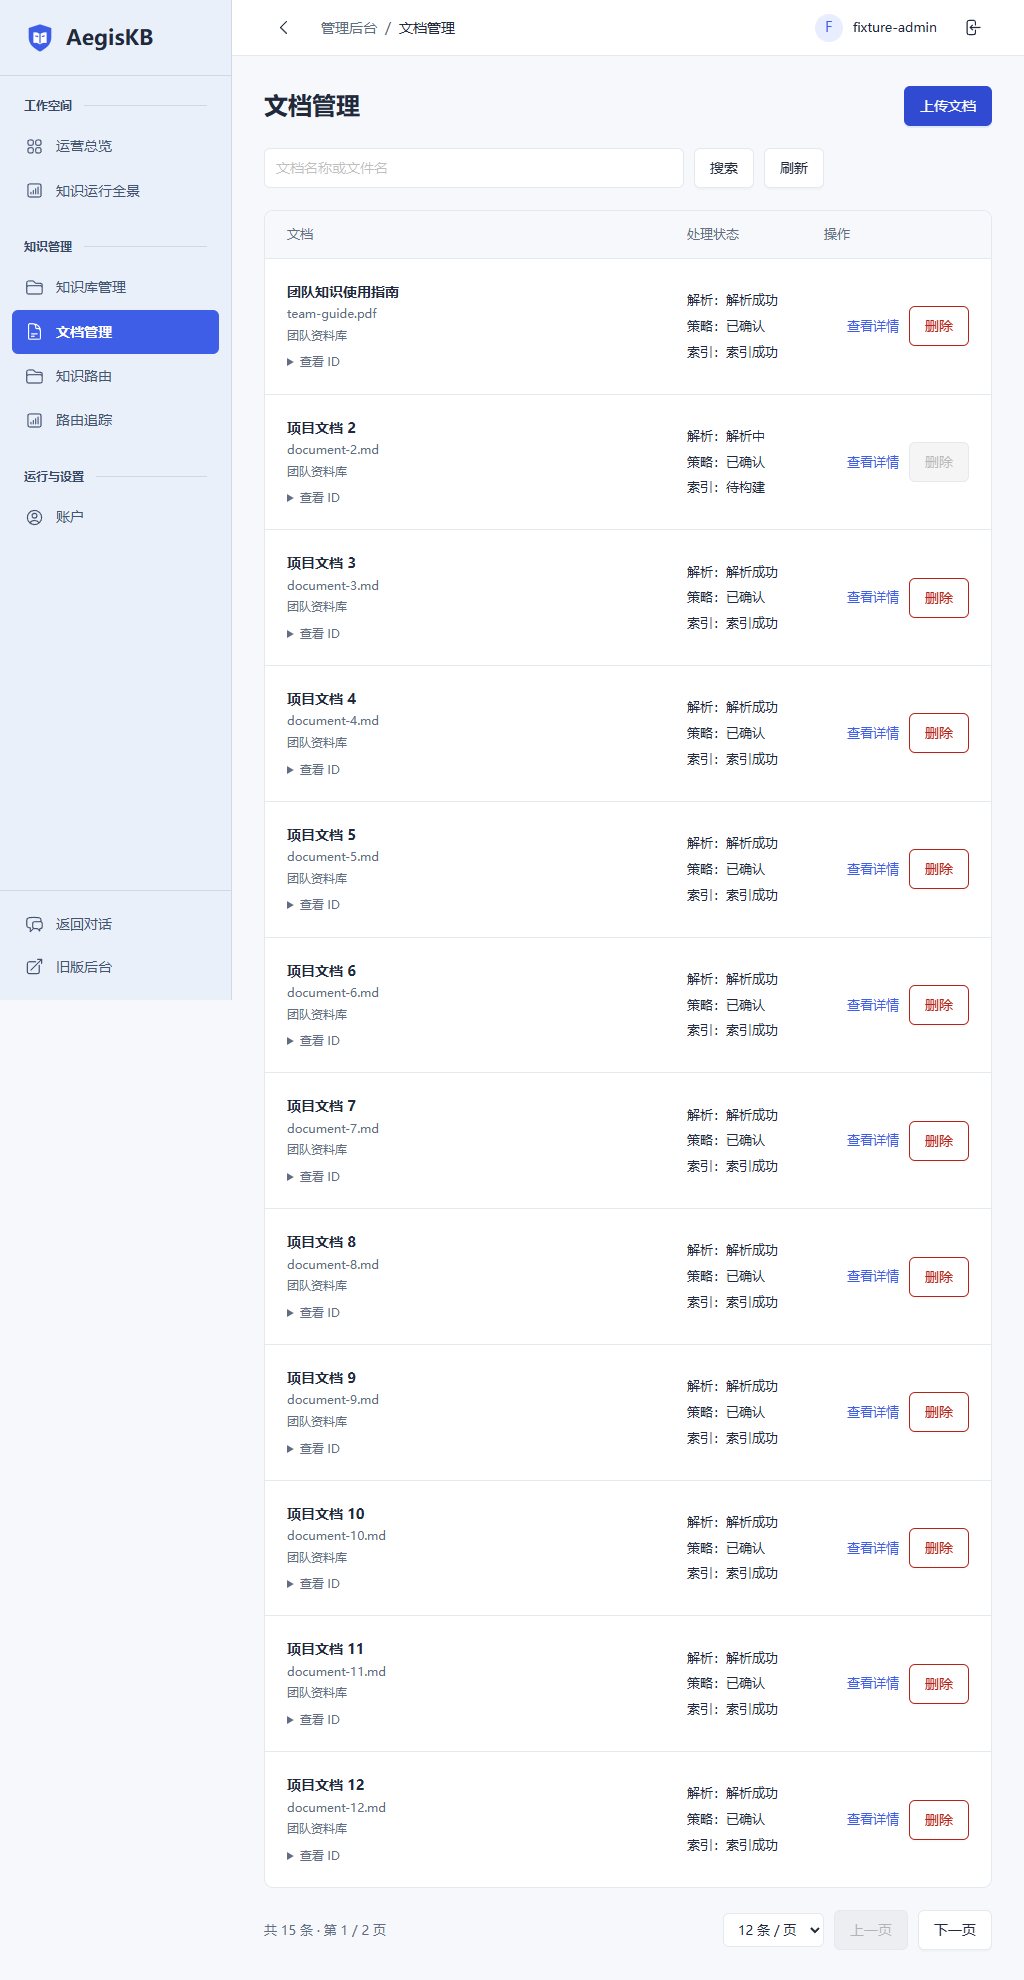 AegisKB
工作空间
运营总览
知识运行全景
知识管理
知识库管理
文档管理
知识路由
路由追踪
运行与设置
账户
返回对话
旧版后台
管理后台 / 文档管理
F fixture-admin
文档管理
上传文档
文档名称或文件名
搜索
刷新
文档 处理状态 操作
团队知识使用指南
team-guide.pdf
团队资料库
查看 ID
解析：解析成功
策略：已确认
索引：索引成功
查看详情 删除
项目文档 2
document-2.md
团队资料库
查看 ID
解析：解析中
策略：已确认
索引：待构建
查看详情 删除
项目文档 3
document-3.md
团队资料库
查看 ID
解析：解析成功
策略：已确认
索引：索引成功
查看详情 删除
项目文档 4
document-4.md
团队资料库
查看 ID
解析：解析成功
策略：已确认
索引：索引成功
查看详情 删除
项目文档 5
document-5.md
团队资料库
查看 ID
解析：解析成功
策略：已确认
索引：索引成功
查看详情 删除
项目文档 6
document-6.md
团队资料库
查看 ID
解析：解析成功
策略：已确认
索引：索引成功
查看详情 删除
项目文档 7
document-7.md
团队资料库
查看 ID
解析：解析成功
策略：已确认
索引：索引成功
查看详情 删除
项目文档 8
document-8.md
团队资料库
查看 ID
解析：解析成功
策略：已确认
索引：索引成功
查看详情 删除
项目文档 9
document-9.md
团队资料库
查看 ID
解析：解析成功
策略：已确认
索引：索引成功
查看详情 删除
项目文档 10
document-10.md
团队资料库
查看 ID
解析：解析成功
策略：已确认
索引：索引成功
查看详情 删除
项目文档 11
document-11.md
团队资料库
查看 ID
解析：解析成功
策略：已确认
索引：索引成功
查看详情 删除
项目文档 12
document-12.md
团队资料库
查看 ID
解析：解析成功
策略：已确认
索引：索引成功
查看详情 删除
共 15 条 · 第 1 / 2 页
12 条 / 页
上一页
下一页